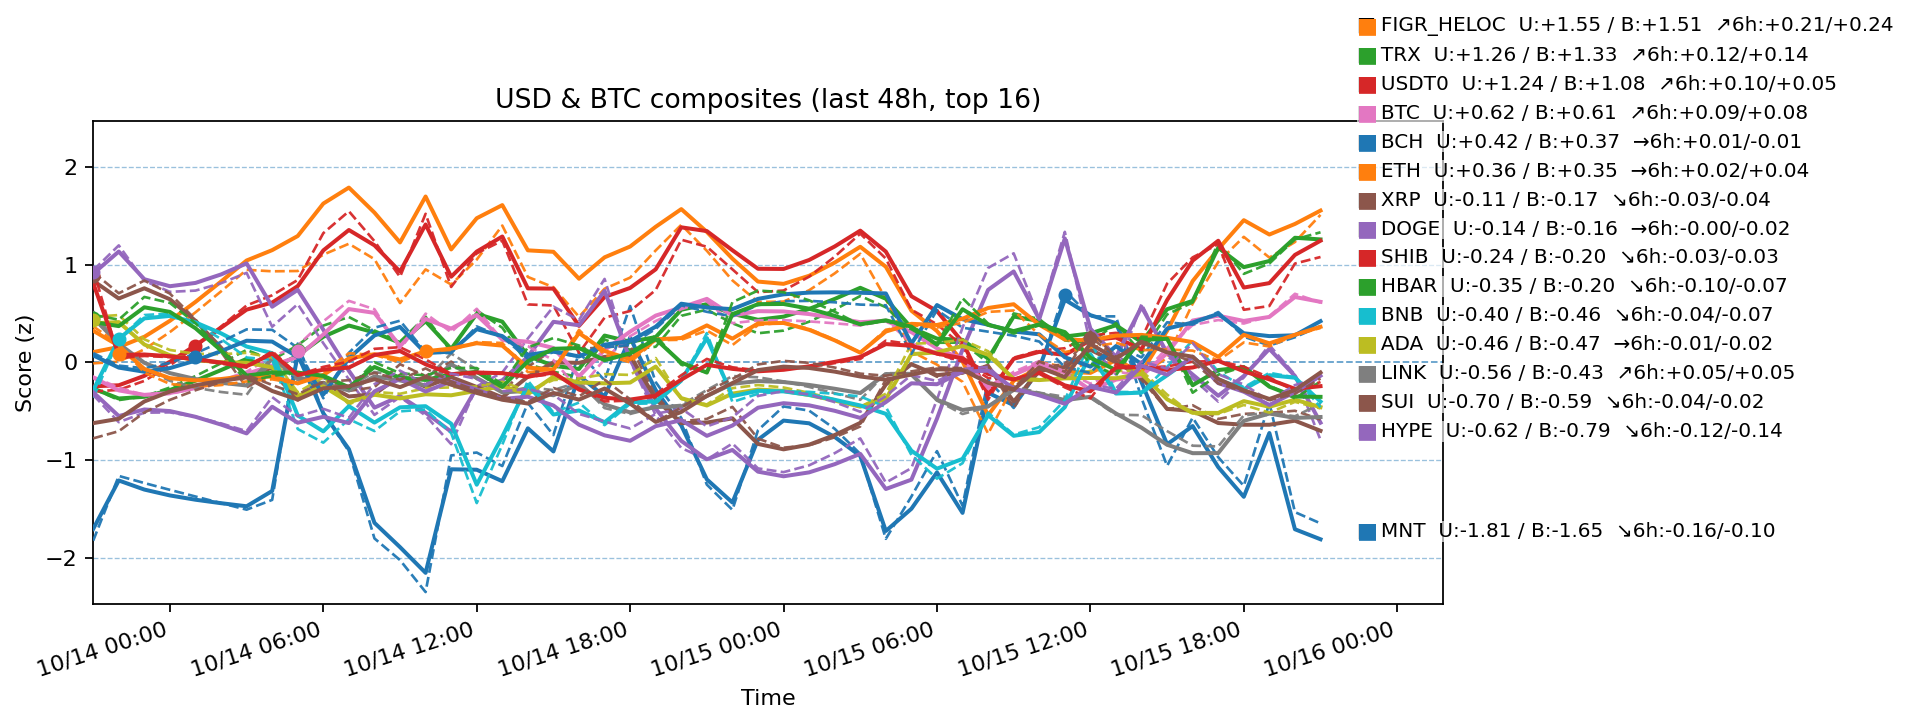 FIGR_HELOC U:+1.55 / B:+1.51 ↗6h:+0.21/+0.24
TRX U:+1.26 / B:+1.33 ↗6h:+0.12/+0.14
USDT0 U:+1.24 / B:+1.08 ↗6h:+0.10/+0.05
USD & BTC composites (last 48h, top 16)
BTC U:+0.62 / B:+0.61 ↗6h:+0.09/+0.08
BCH U:+0.42 / B:+0.37 →6h:+0.01/-0.01
ETH U:+0.36 / B:+0.35 →6h:+0.02/+0.04
XRP U:-0.11 / B:-0.17 ↘6h:-0.03/-0.04
DOGE U:-0.14 / B:-0.16 →6h:-0.00/-0.02
SHIB U:-0.24 / B:-0.20 ↘6h:-0.03/-0.03
HBAR U:-0.35 / B:-0.20 ↘6h:-0.10/-0.07
BNB U:-0.40 / B:-0.46 ↘6h:-0.04/-0.07
ADA U:-0.46 / B:-0.47 →6h:-0.01/-0.02
LINK U:-0.56 / B:-0.43 ↗6h:+0.05/+0.05
SUI U:-0.70 / B:-0.59 ↘6h:-0.04/-0.02
HYPE U:-0.62 / B:-0.79 ↘6h:-0.12/-0.14
MNT U:-1.81 / B:-1.65 ↘6h:-0.16/-0.10
Score (z)
2
1
0
−1
−2
10/14 00:00
10/14 06:00
10/14 12:00
10/14 18:00
10/15 00:00
10/15 06:00
10/15 12:00
10/15 18:00
10/16 00:00
Time